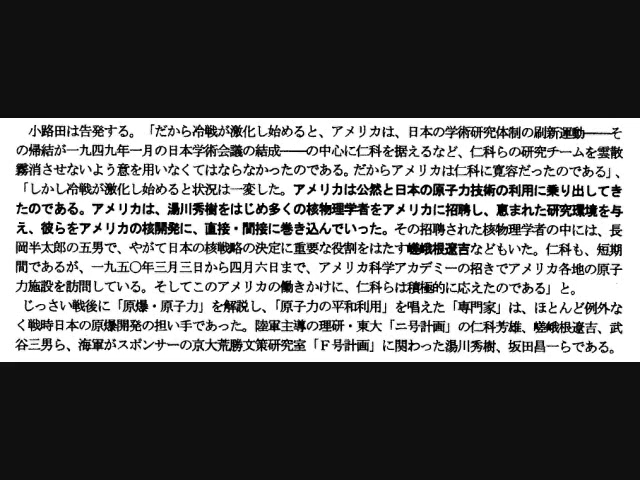 小路田は告発する。「だから冷戦が激化し始めると、アメリカは、日本の学術研究体制の刷新運動――そ
の帰結が一九四九年一月の日本学術会議の結成――の中心に仁科を据えるなど、仁科らの研究チームを雲散
霧消させないよう意を用いなくてはならなかったのである。だからアメリカは仁科に寛容だったのである」、
「しかし冷戦が激化し始めると状況は一変した。アメリカは公然と日本の原子力技術の利用に乗り出してき
たのである。アメリカは、湯川秀樹をはじめ多くの核物理学者をアメリカに招聘し、恵まれた研究環境を与
え、彼らをアメリカの核開発に、直接・間接に巻き込んでいった。その招聘された核物理学者の中には、長
岡半太郎の五男で、やがて日本の核戦略の決定に重要な役割をはたす嵯峨根遼吉などもいた。仁科も、短期
間であるが、一九五〇年三月三日から四月六日まで、アメリカ科学アカデミーの招きでアメリカ各地の原子
力施設を訪問している。そしてこのアメリカの働きかけに、仁科らは積極的に応えたのである」と。
じっさい戦後に「原爆・原子力」を解説し、「原子力の平和利用」を唱えた「専門家」は、ほとんど例外な
く戦時日本の原爆開発の担い手であった。陸軍主導の理研・東大「ニ号計画」の仁科芳雄、嵯峨根遼吉、武
谷三男ら、海軍がスポンサーの京大荒勝文策研究室「Ｆ号計画」に関わった湯川秀樹、坂田昌一らである。